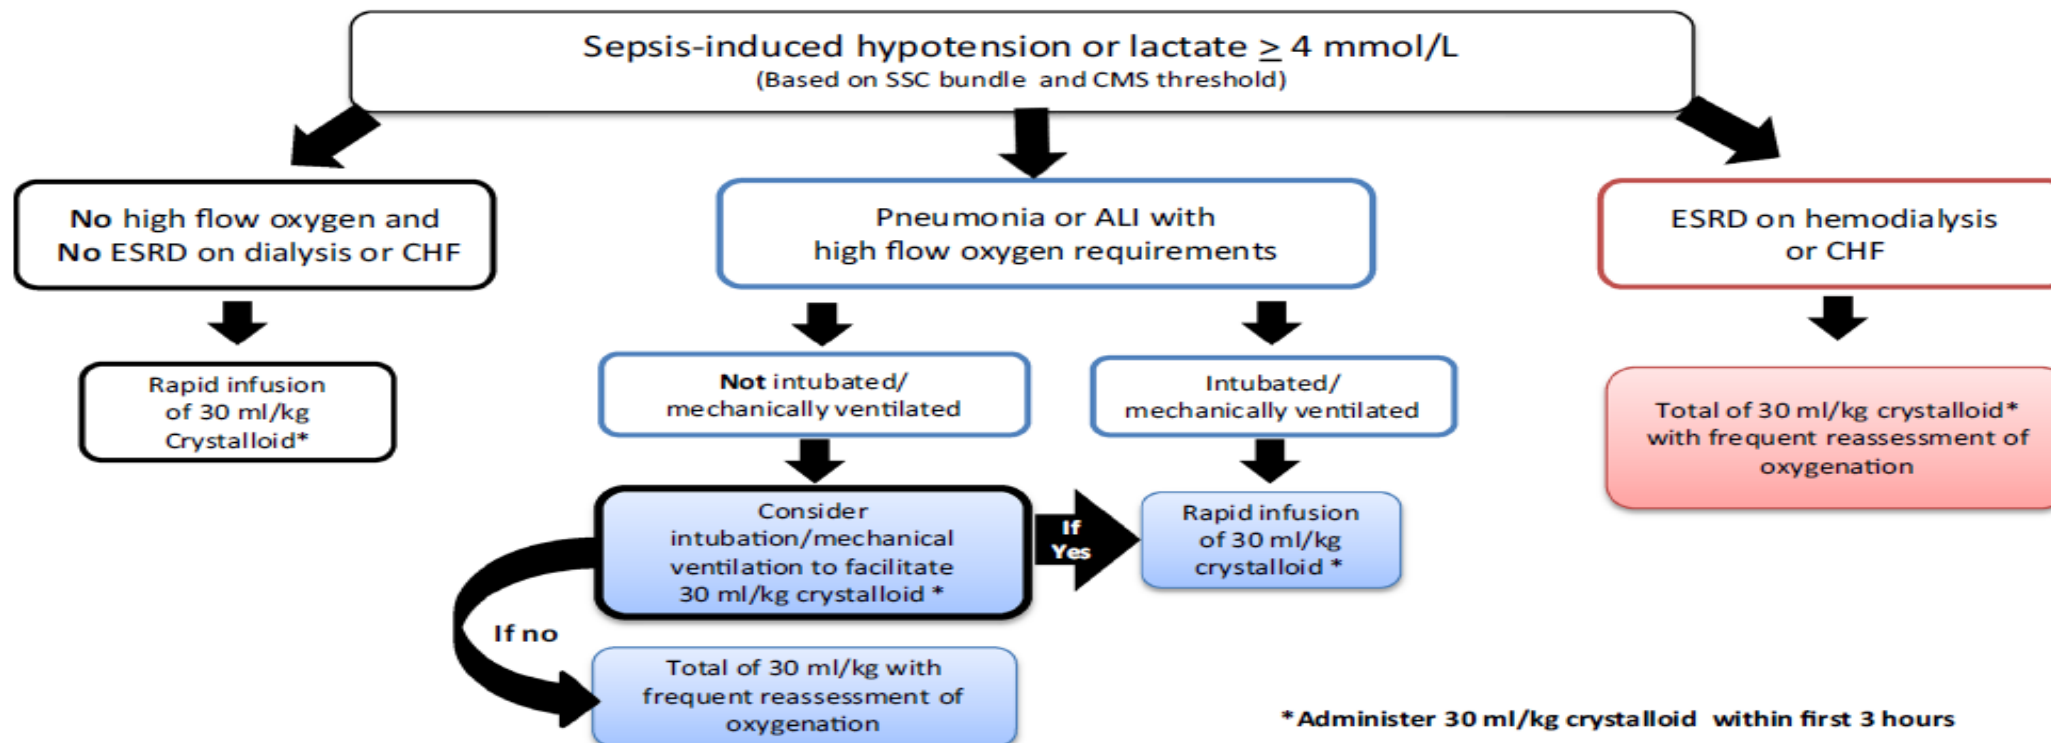 Sepsis-induced hypotension or lactate ≥ 4 mmol/L
(Based on SSC bundle and CMS threshold)
No high flow oxygen and
No ESRD on dialysis or CHF
Pneumonia or ALI with
high flow oxygen requirements
ESRD on hemodialysis
or CHF
Rapid infusion
of 30 ml/kg
Crystalloid*
Not intubated/
mechanically ventilated
Intubated/
mechanically ventilated
Total of 30 ml/kg crystalloid*
with frequent reassessment of
oxygenation
Consider
intubation/mechanical
ventilation to facilitate
30 ml/kg crystalloid *
If
Yes
Rapid infusion
of 30 ml/kg
crystalloid *
If no
Total of 30 ml/kg with
frequent reassessment of
oxygenation
*Administer 30 ml/kg crystalloid within first 3 hours